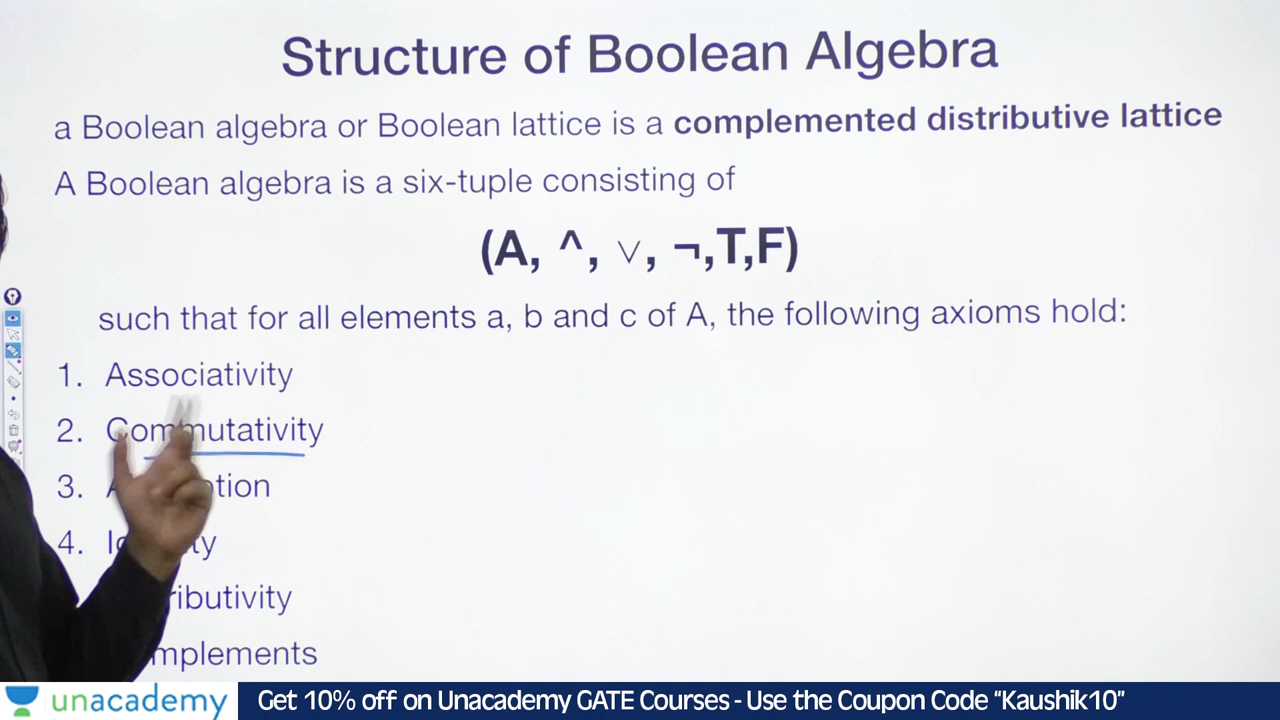 Structure of Boolean Algebra
a Boolean algebra or Boolean lattice is a complemented distributive lattice
A Boolean algebra is a six-tuple consisting of
(A, ^, ∨, ¬,T,F)
such that for all elements a, b and c of A, the following axioms hold:
1. Associativity
2. Commutativity
3.
4.
unacademy
Get 10% off on Unacademy GATE Courses - Use the Coupon Code “Kaushik10”